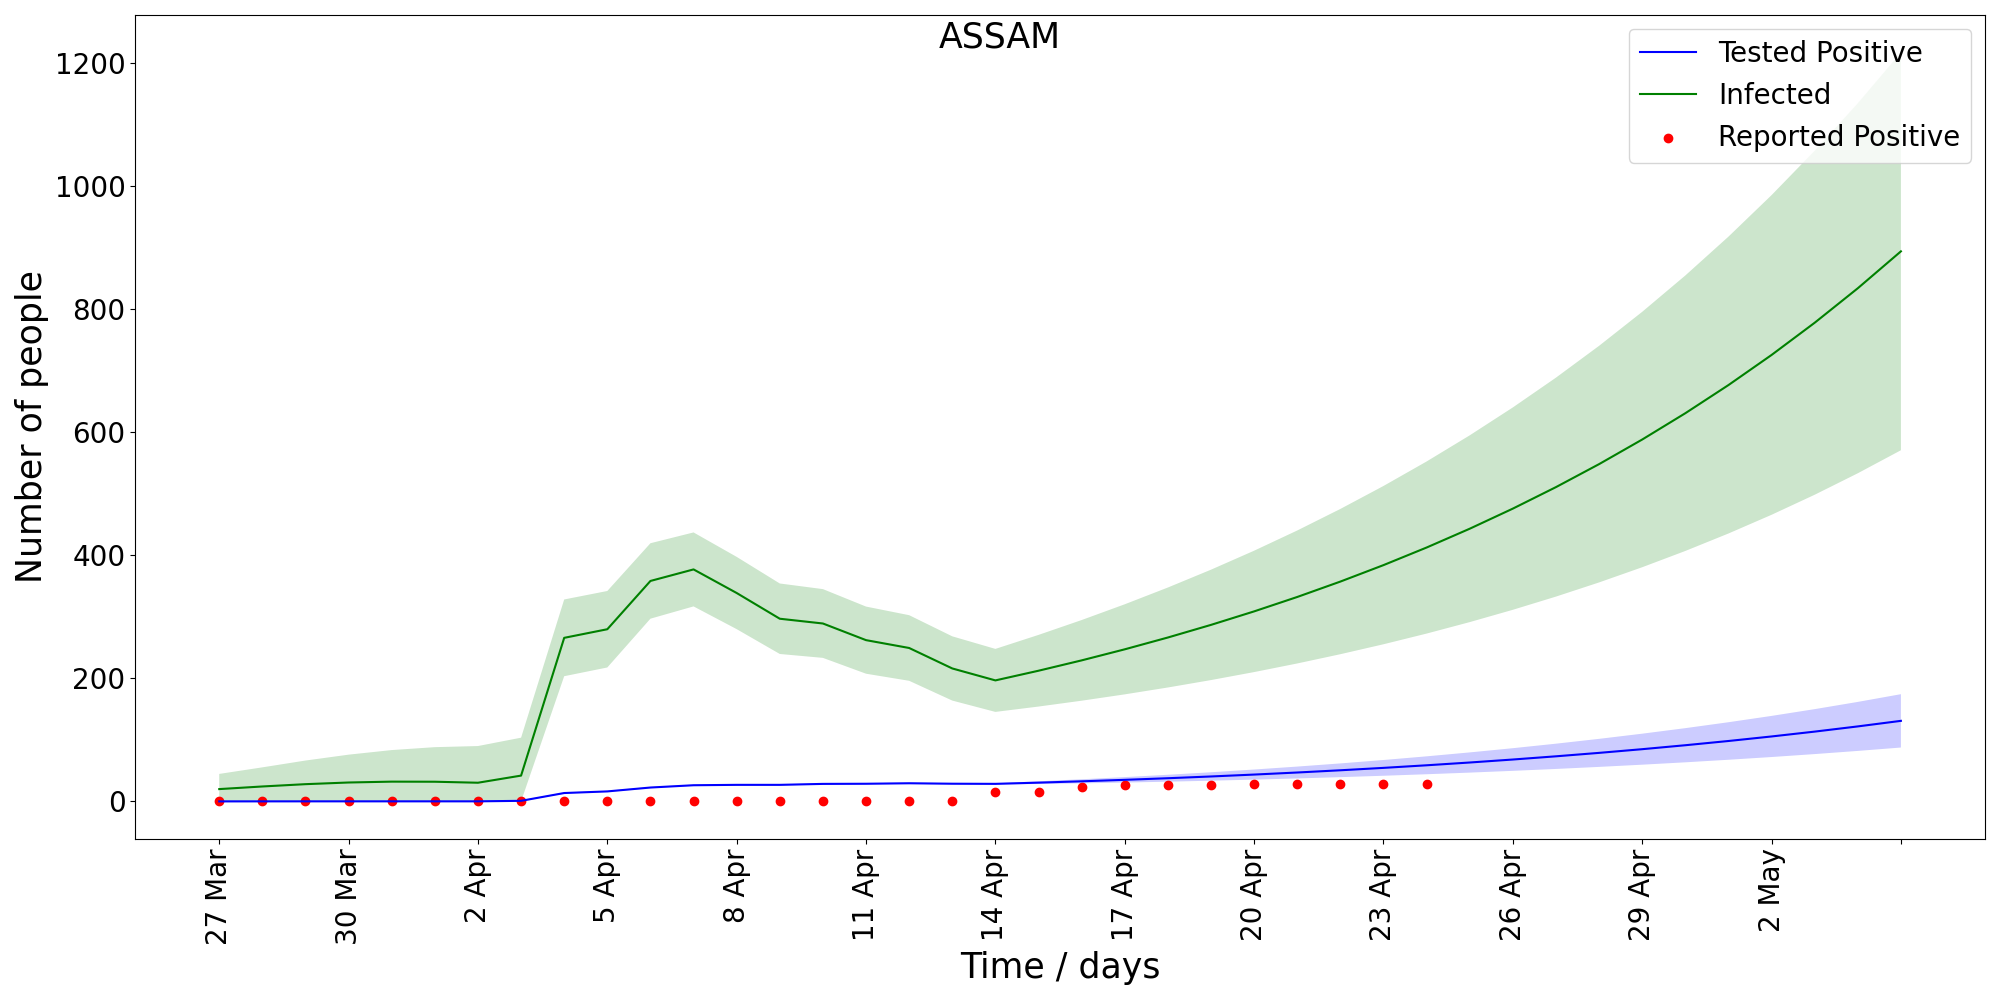 ASSAM
Tested Positive
Infected
Reported Positive
Number of people
1200
1000
800
600
400
200
0
27 Mar
30 Mar
2 Apr
5 Apr
8 Apr
11 Apr
14 Apr
17 Apr
20 Apr
23 Apr
26 Apr
29 Apr
2 May
Time / days